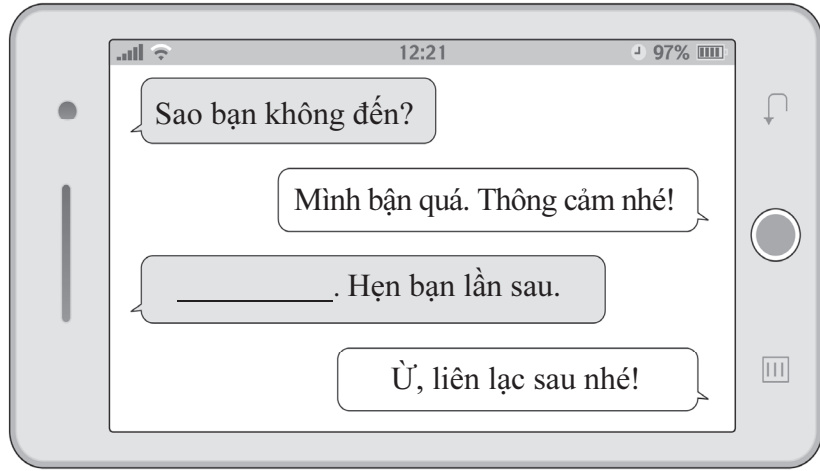 12:21
97%
Sao bạn không đến?
Mình bận quá. Thông cảm nhé!
__________. Hẹn bạn lần sau.
Ừ, liên lạc sau nhé!